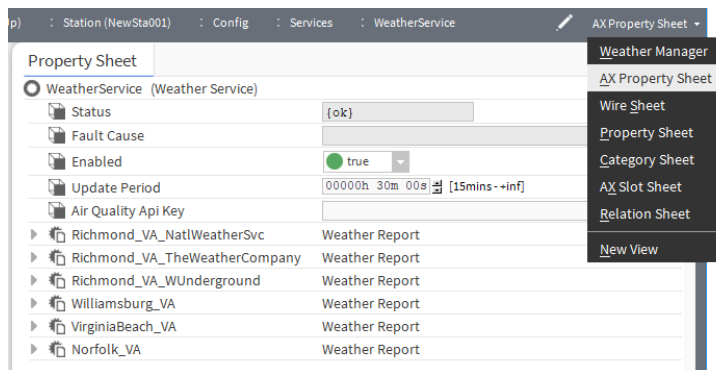 p) : Station (NewSta001) : Config : Services : WeatherService AX Property Sheet
Weather Manager
AX Property Sheet
Wire Sheet
Property Sheet
Category Sheet
AX Slot Sheet
Relation Sheet
New View
Property Sheet
WeatherService (Weather Service)
Status {ok}
Fault Cause
Enabled true
Update Period 00000h 30m 00s [15mins-+inf]
Air Quality Api Key
Richmond_VA_NatlWeatherSvc Weather Report
Richmond_VA_TheWeatherCompany Weather Report
Richmond_VA_WUnderground Weather Report
Williamsburg_VA Weather Report
VirginiaBeach_VA Weather Report
Norfolk_VA Weather Report